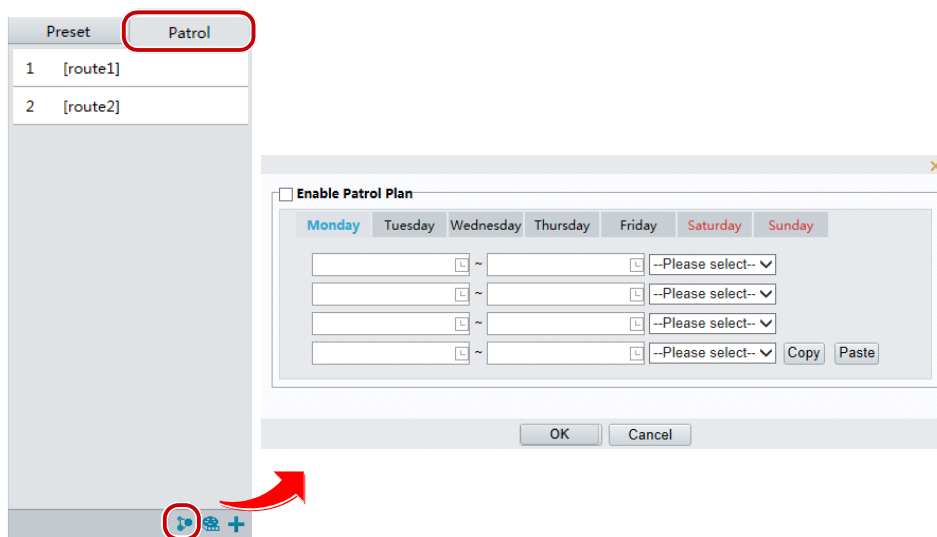 Preset Patrol
1 [route1]
2 [route2]
Enable Patrol Plan
Monday Tuesday Wednesday Thursday Friday Saturday Sunday
~ --Please select--
~ --Please select--
~ --Please select--
~ --Please select-- Copy Paste
OK Cancel